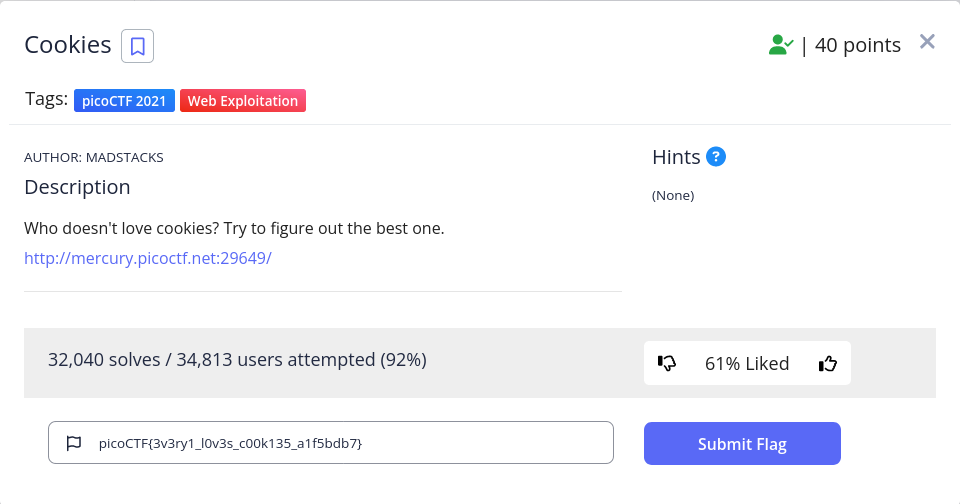 Cookies
| 40 points
Tags: picoCTF 2021 Web Exploitation
AUTHOR: MADSTACKS
Description
Who doesn't love cookies? Try to figure out the best one.
http://mercury.picoctf.net:29649/
Hints ?
(None)
32,040 solves / 34,813 users attempted (92%)
61% Liked
picoCTF{3v3ry1_l0v3s_c00k135_a1f5bdb7}
Submit Flag